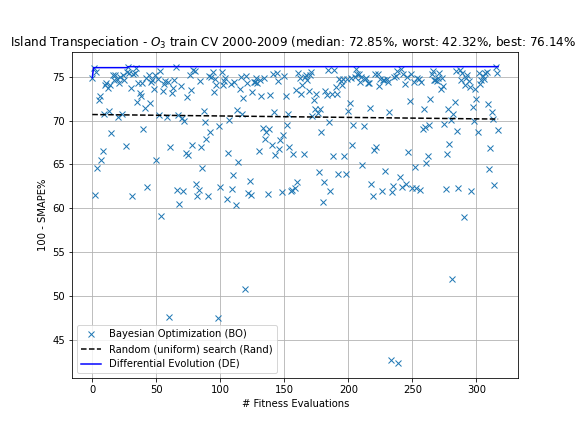 Island Transpeciation - O3 train CV 2000-2009 (median: 72.85%, worst: 42.32%, best: 76.14%
75
70
65
60
55
50
45
100 - SMAPE%
Bayesian Optimization (BO)
Random (uniform) search (Rand)
Differential Evolution (DE)
0 50 100 150 200 250 300
# Fitness Evaluations